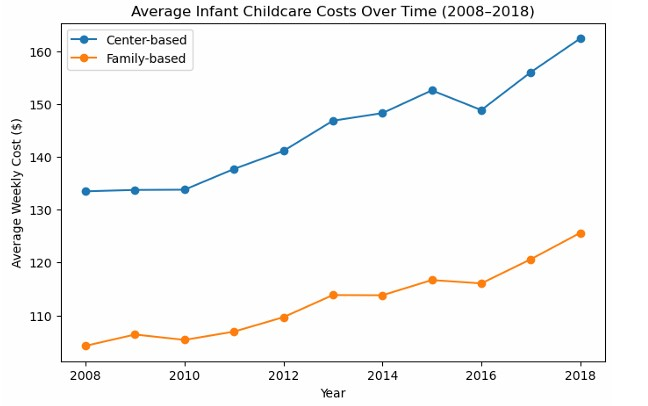 Average Infant Childcare Costs Over Time (2008–2018)
Center-based
Family-based
Average Weekly Cost ($)
160
150
140
130
120
110
2008 2010 2012 2014 2016 2018
Year